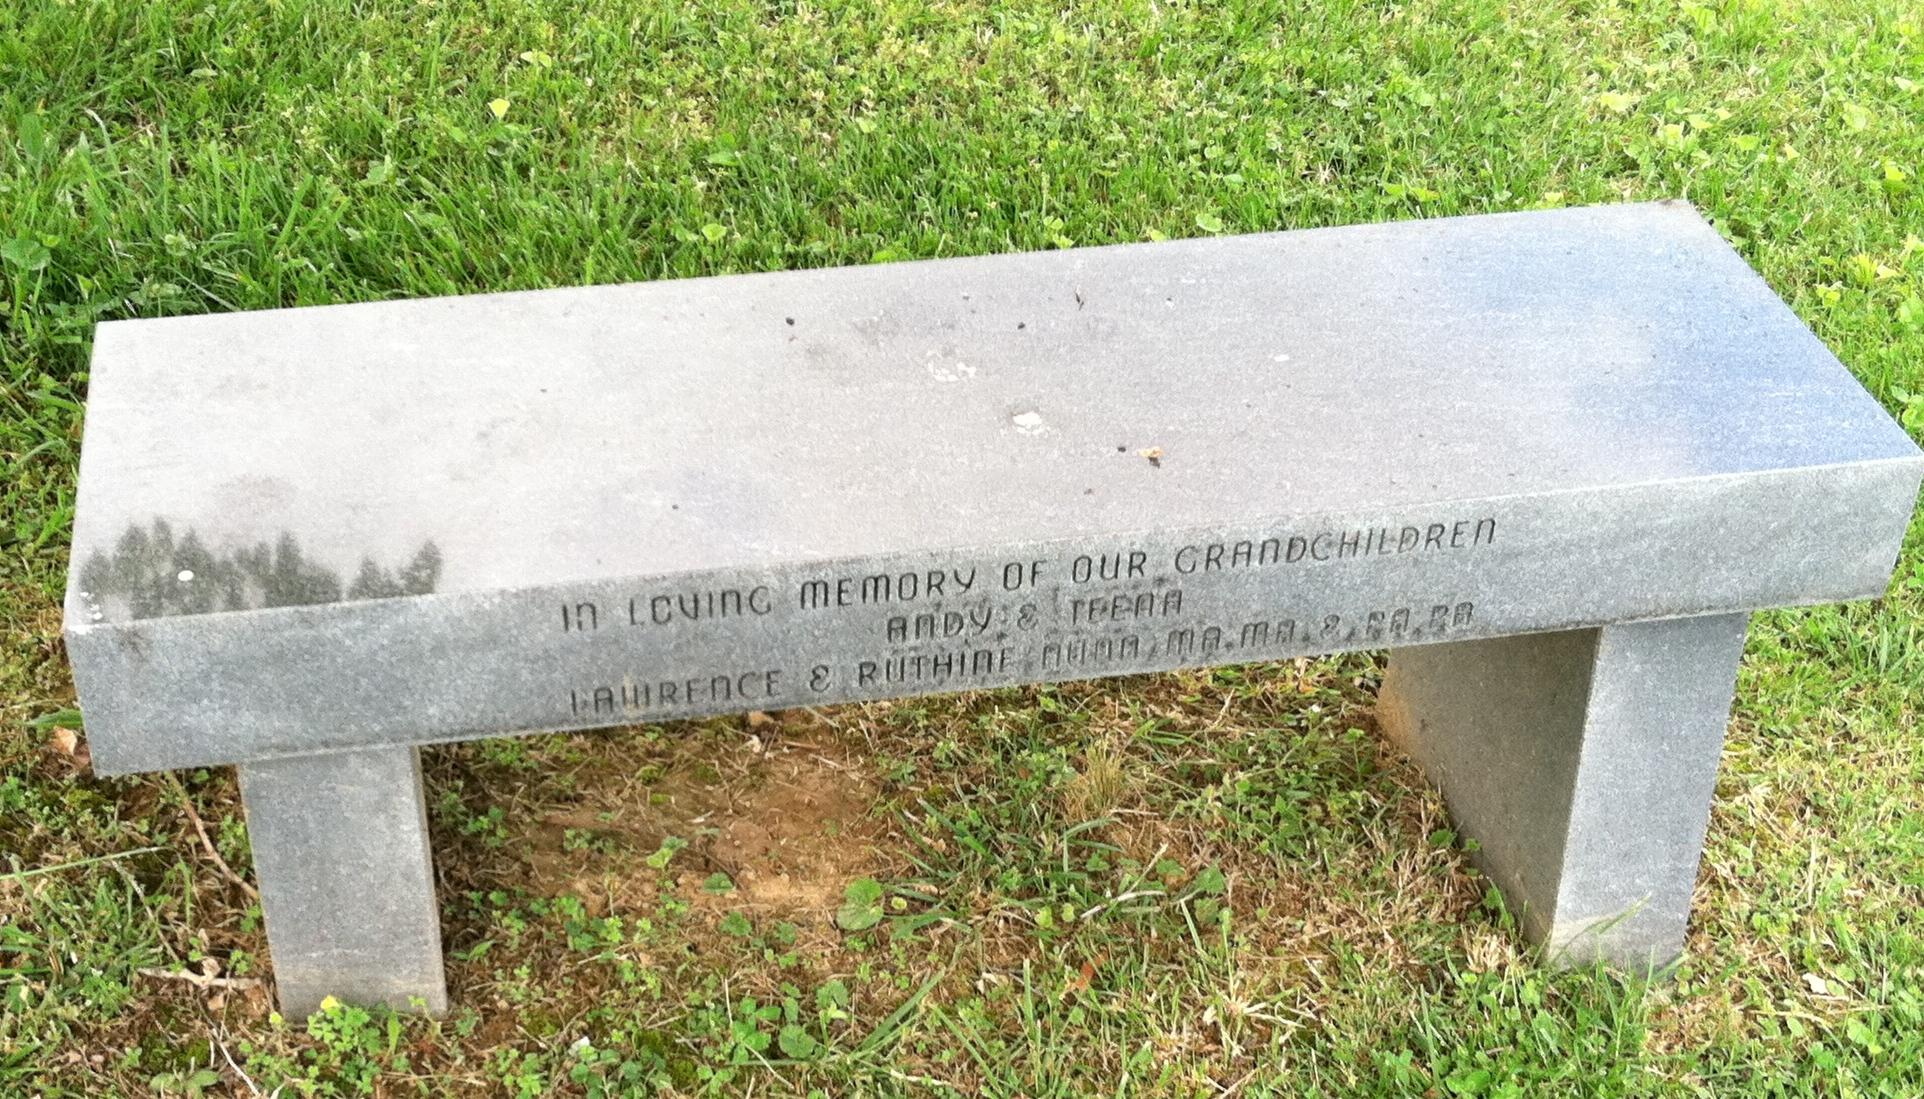 IN LOVING MEMORY OF OUR GRANDCHILDREN
ANDY & TEENA
LAWRENCE & RUTHINE NUNN, MA.MA. & PA.PA